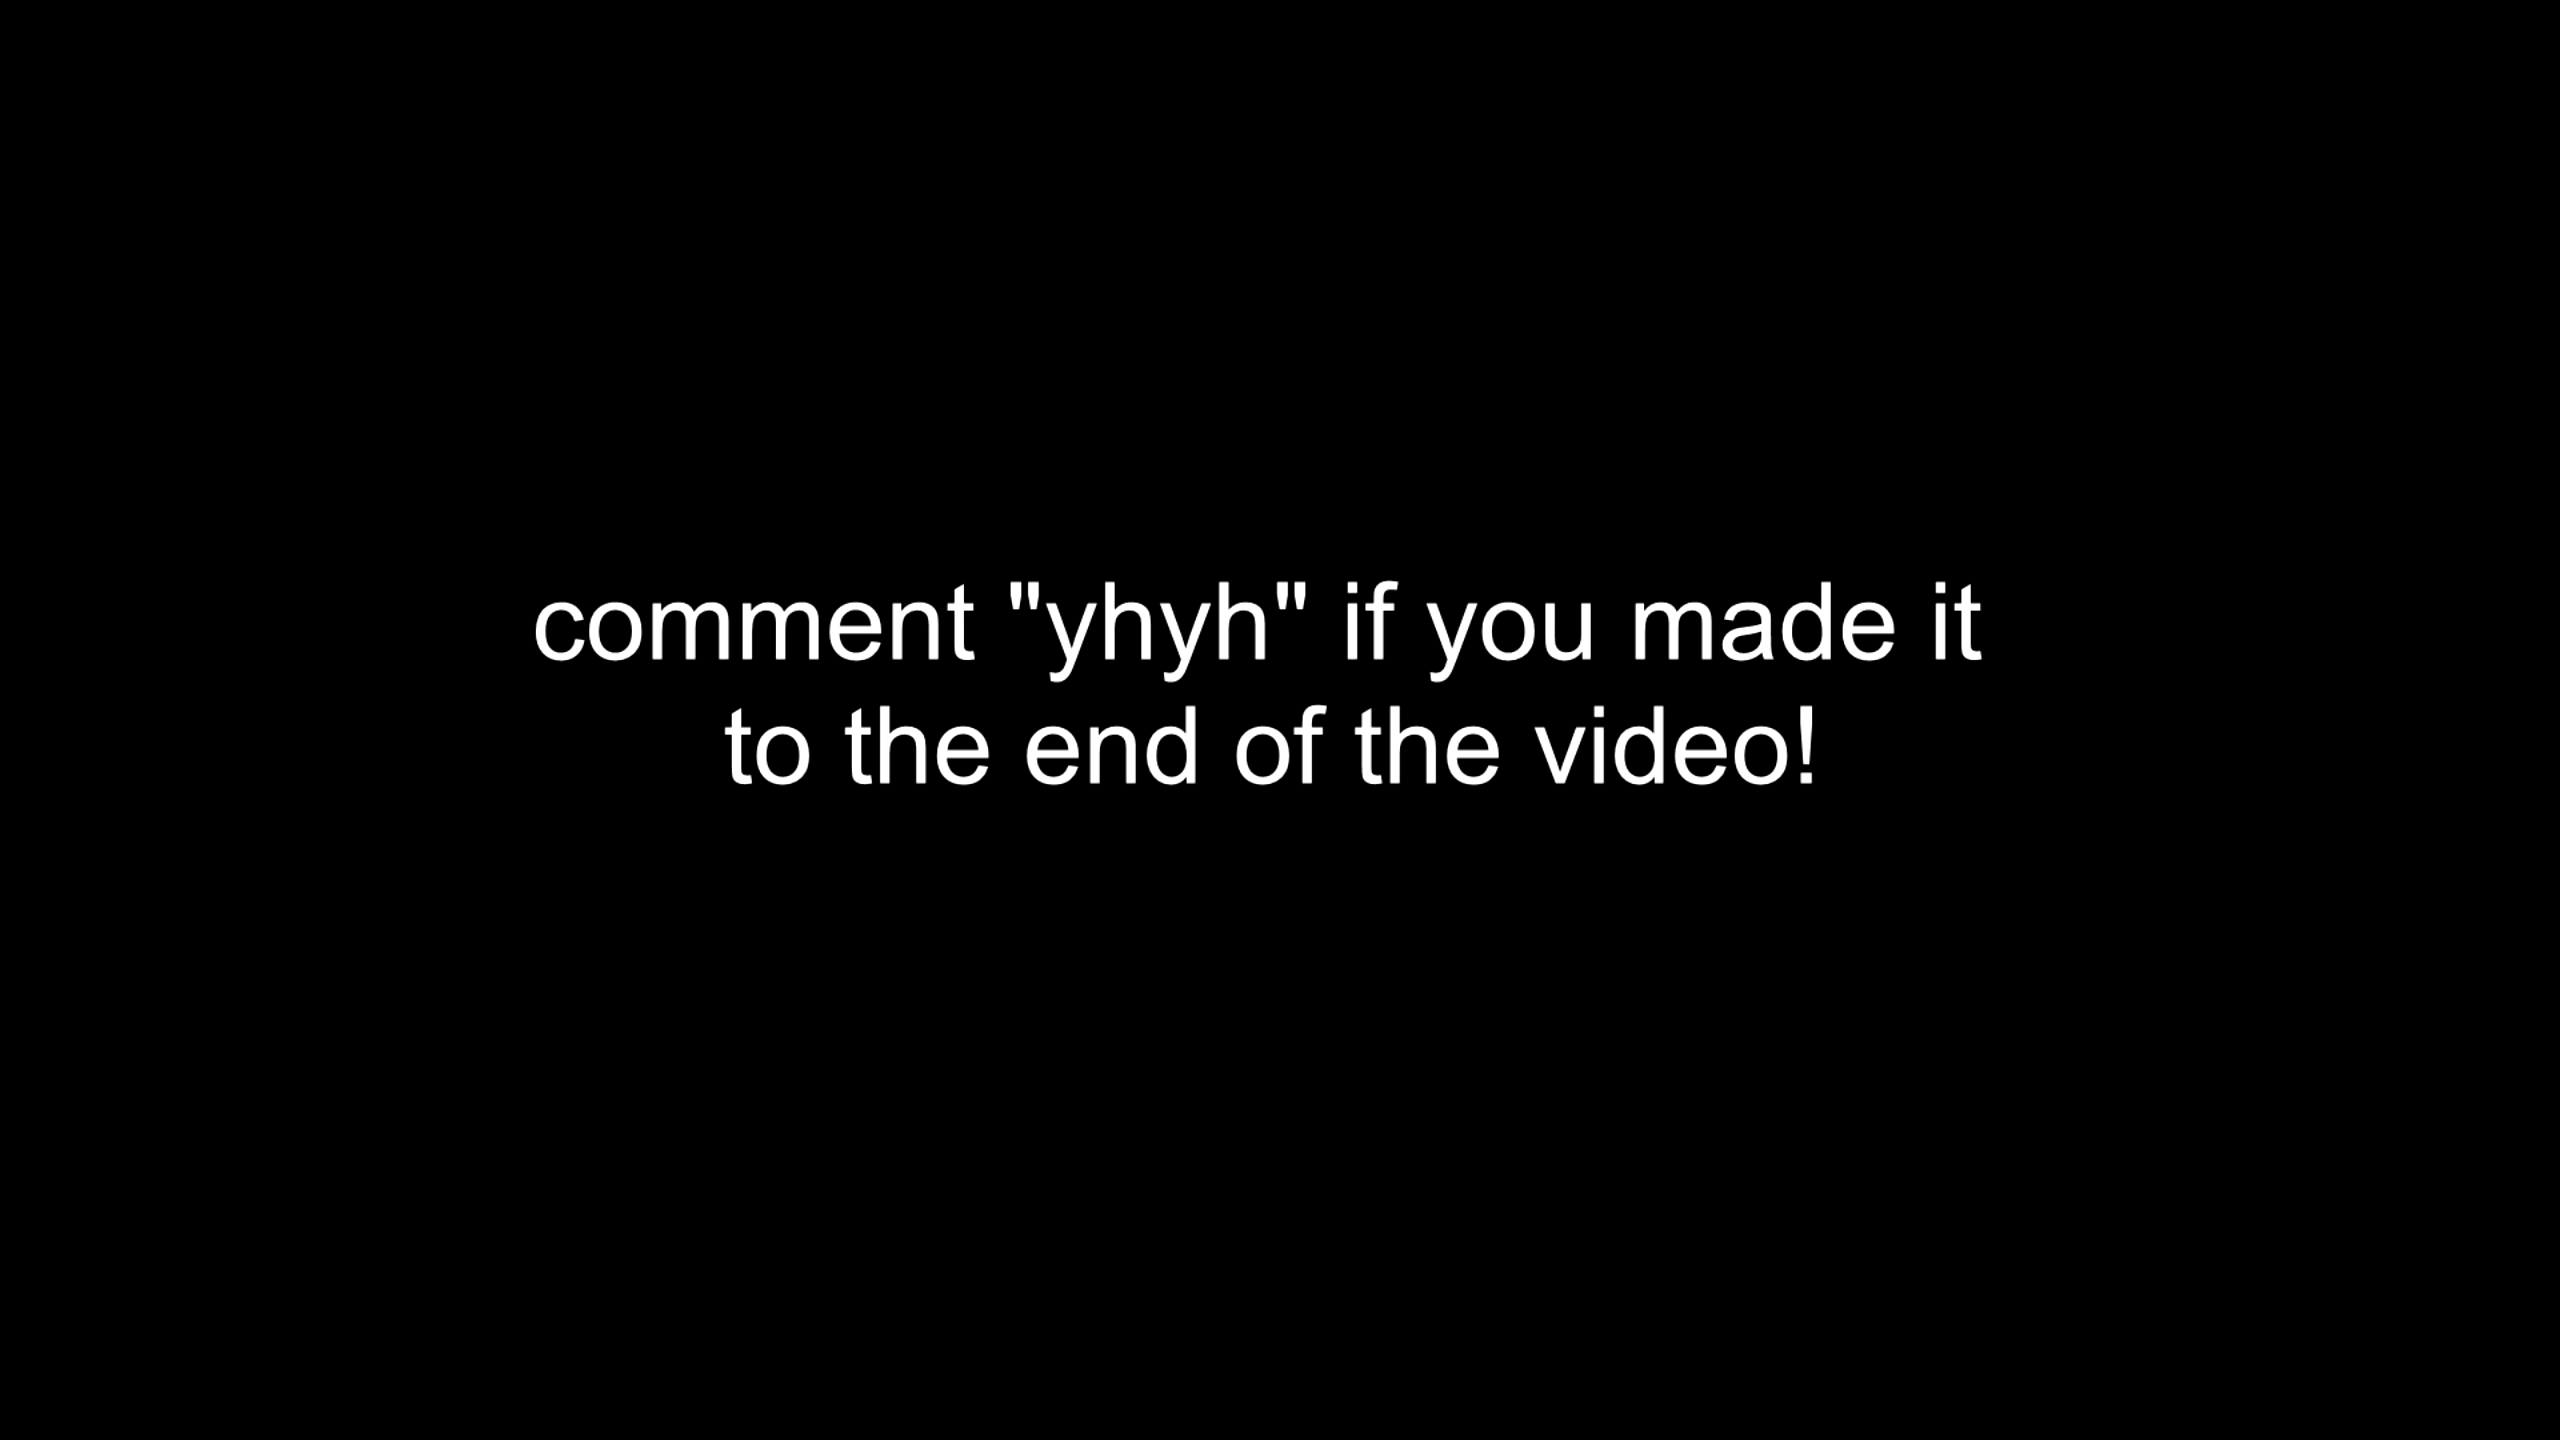 comment "yhyh" if you made it
to the end of the video!